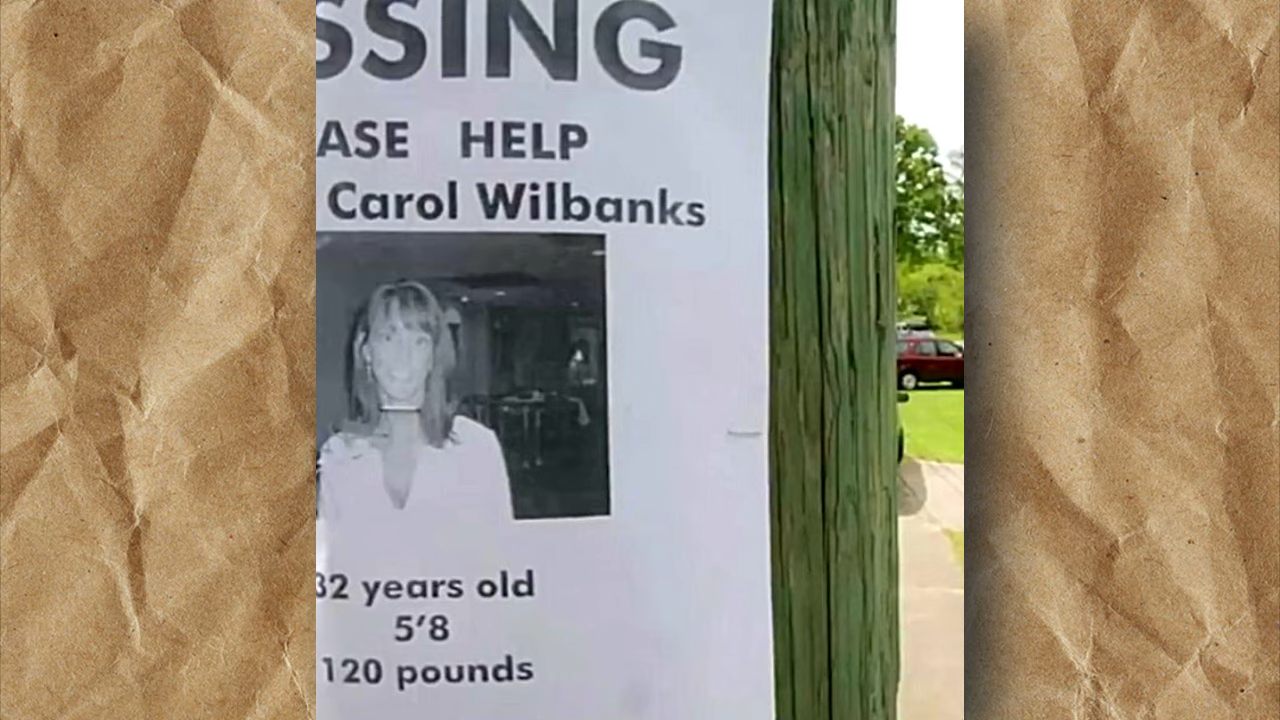 SSING
ASE HELP
Carol Wilbanks
32 years old
5'8
120 pounds